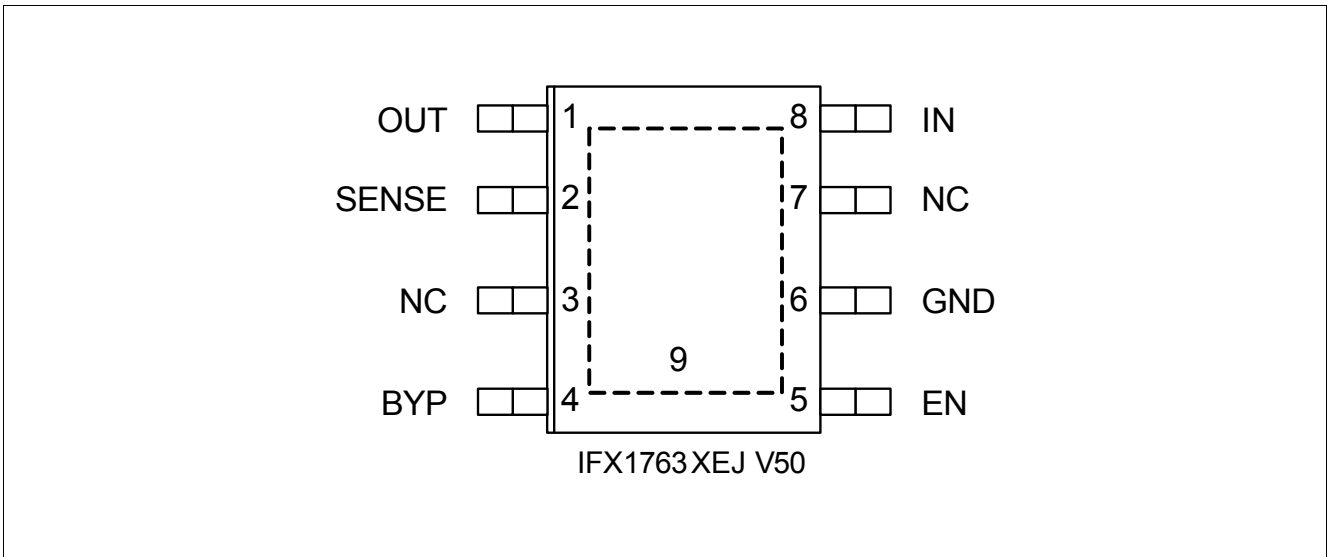 OUT 1 8 IN
SENSE 2 7 NC
NC 3 6 GND
9
BYP 4 5 EN
IFX1763XEJ V50